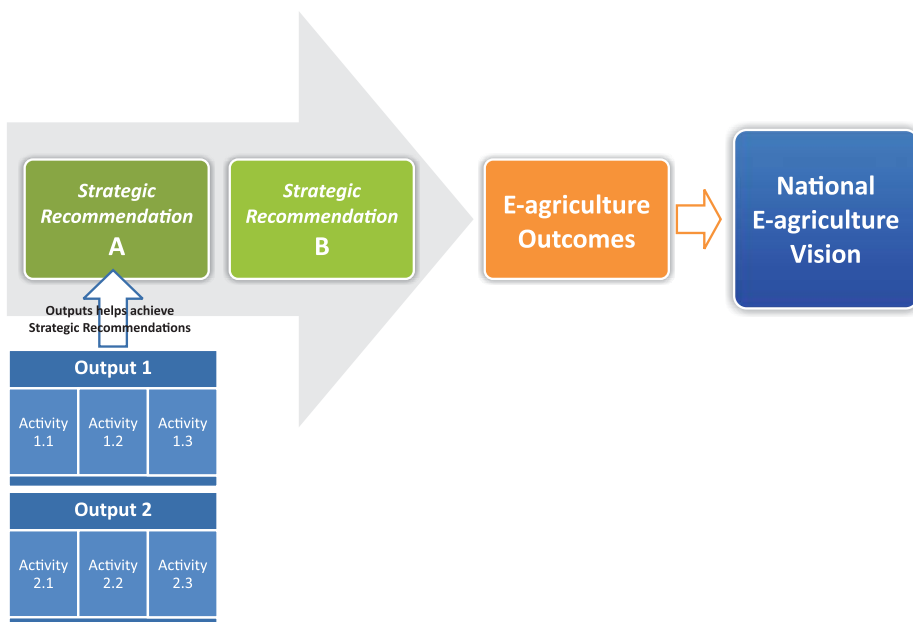 Strategic
Recommendation
A
Strategic
Recommendation
B
E-agriculture
Outcomes
National
E-agriculture
Vision
Outputs helps achieve
Strategic Recommendations
Output 1
Activity
1.1
Activity
1.2
Activity
1.3
Output 2
Activity
2.1
Activity
2.2
Activity
2.3